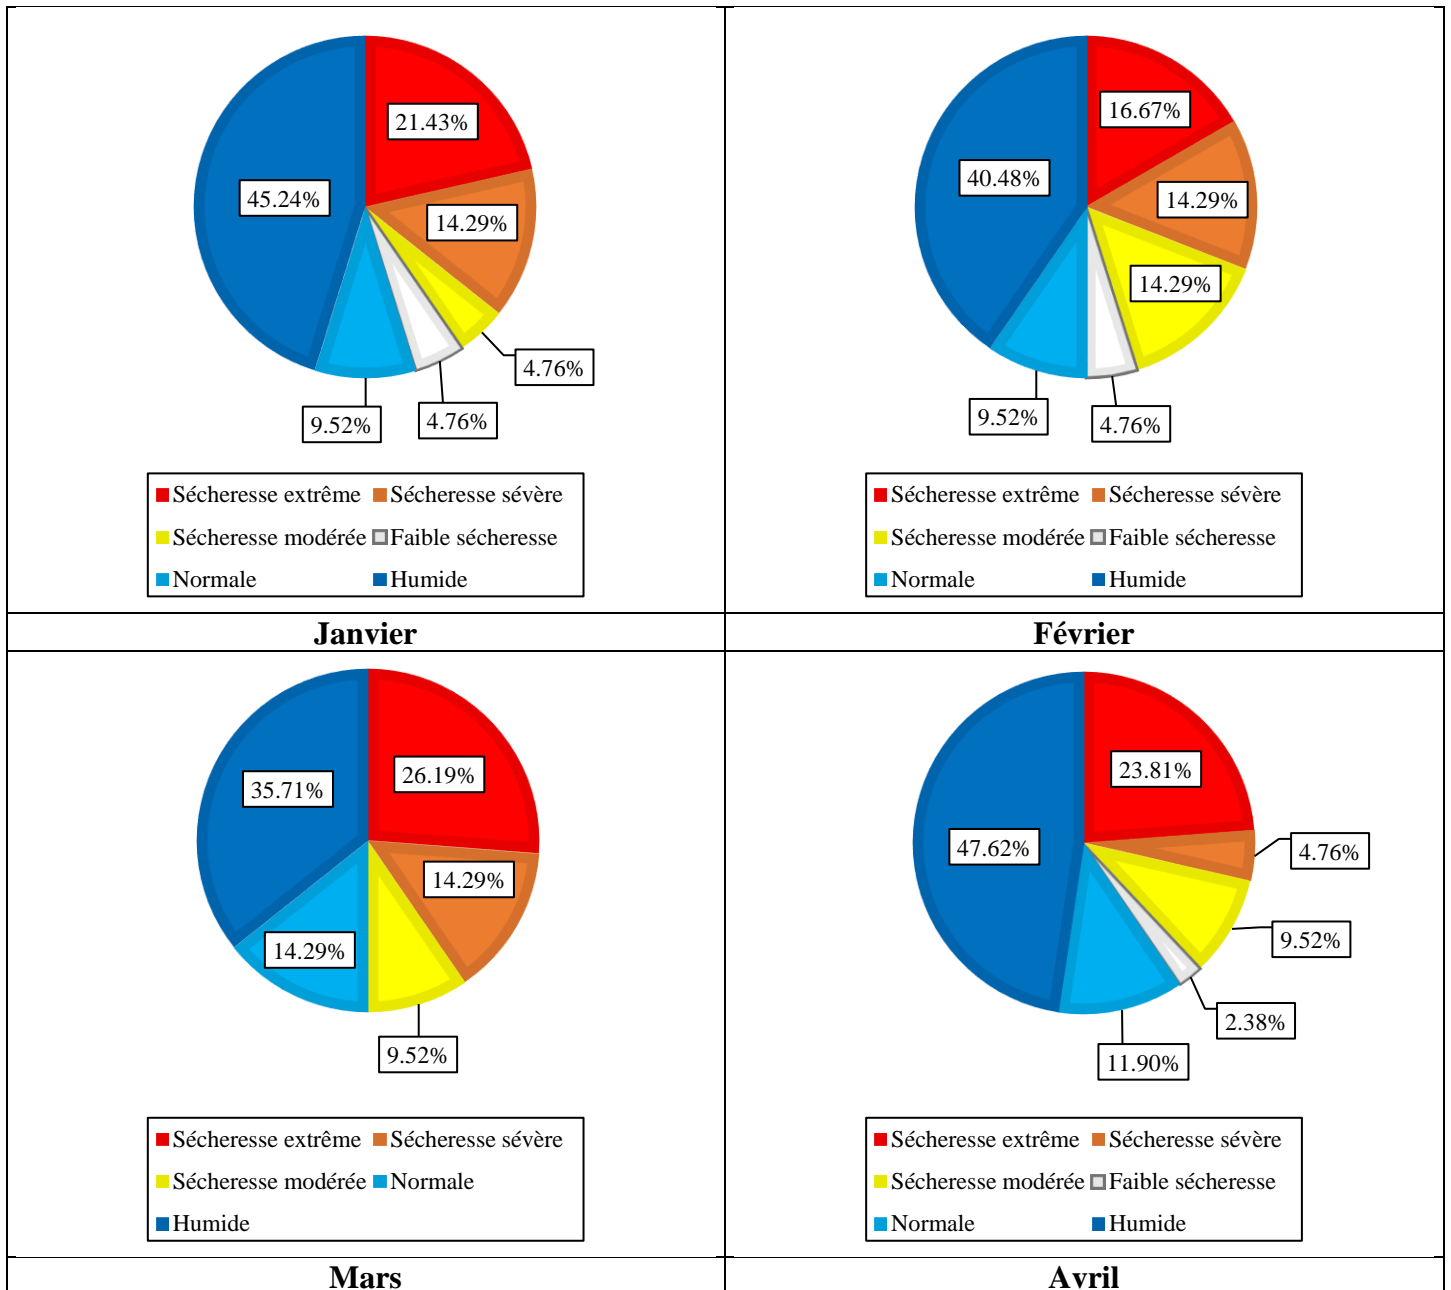 21.43%
14.29%
4.76%
4.76%
9.52%
45.24%
Sécheresse extrême Sécheresse sévère
Sécheresse modérée Faible sécheresse
Normale Humide
Janvier
16.67%
14.29%
14.29%
4.76%
9.52%
40.48%
Sécheresse extrême Sécheresse sévère
Sécheresse modérée Faible sécheresse
Normale Humide
Février
26.19%
14.29%
9.52%
14.29%
35.71%
Sécheresse extrême Sécheresse sévère
Sécheresse modérée Normale
Humide
Mars
23.81%
4.76%
9.52%
2.38%
11.90%
47.62%
Sécheresse extrême Sécheresse sévère
Sécheresse modérée Faible sécheresse
Normale Humide
Avril